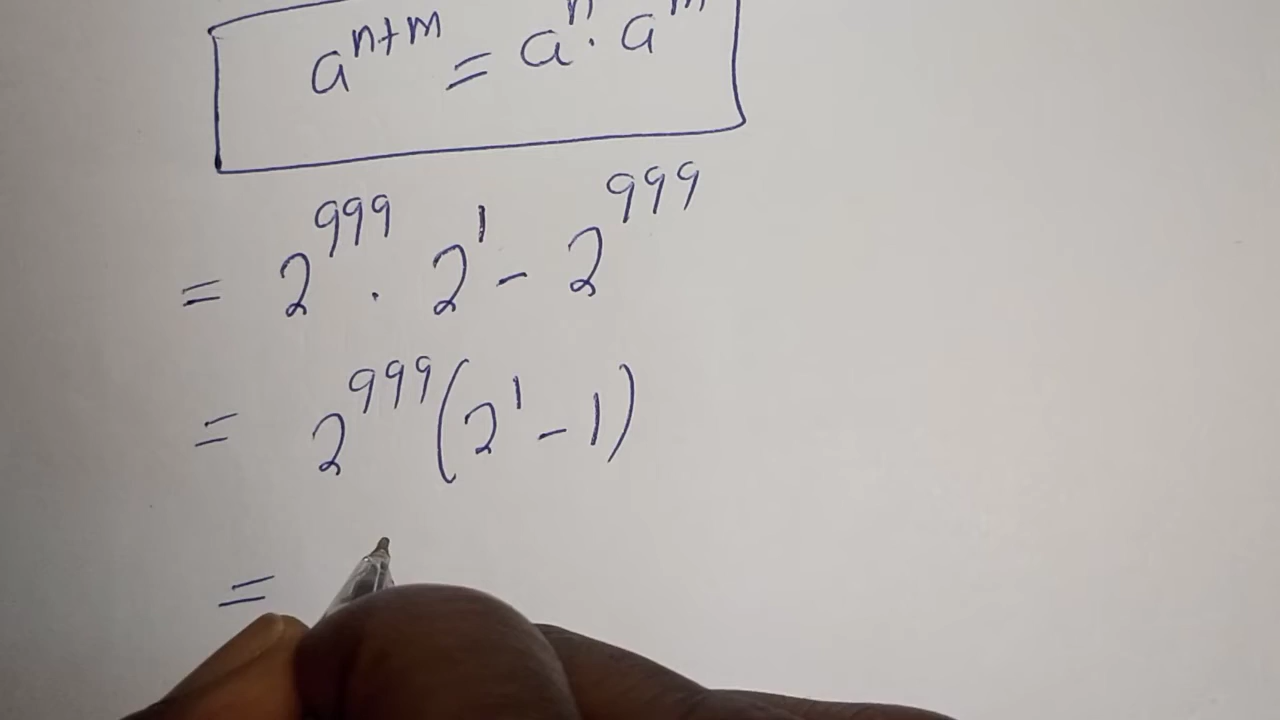 a^{n+m} = a^n · a^m
= 2^{999} · 2^1 - 2^{999}
= 2^{999}(2^1 - 1)
=